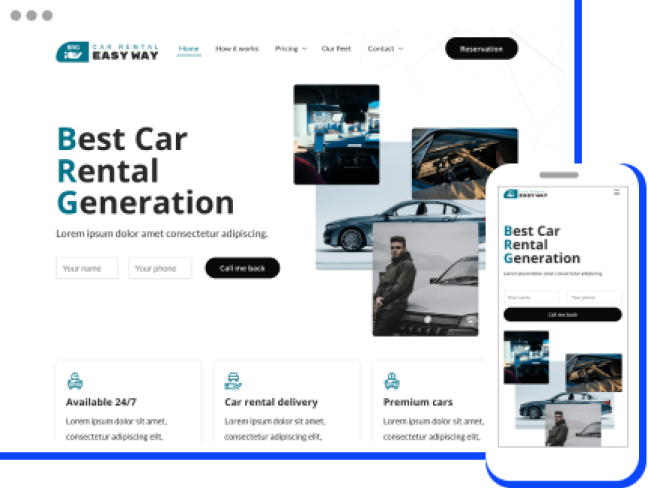 BRG
CAR RENTAL
EASY WAY
Home
How it works
Pricing
Our fleet
Contact
Reservation
Best Car
Rental
Generation
Lorem ipsum dolor amet consectetur adipiscing.
Your name
Your phone
Call me back
Available 24/7
Lorem ipsum dolor sit amet,
consectetur adipiscing elit,
Car rental delivery
Lorem ipsum dolor sit amet,
consectetur adipiscing elit,
Premium cars
Lorem ipsum dolor sit amet,
consectetur adipiscing elit,
CAR RENTAL
EASY WAY
Best Car
Rental
Generation
Lorem ipsum dolor amet consectetur adipiscing.
Your name
Your phone
Call me back